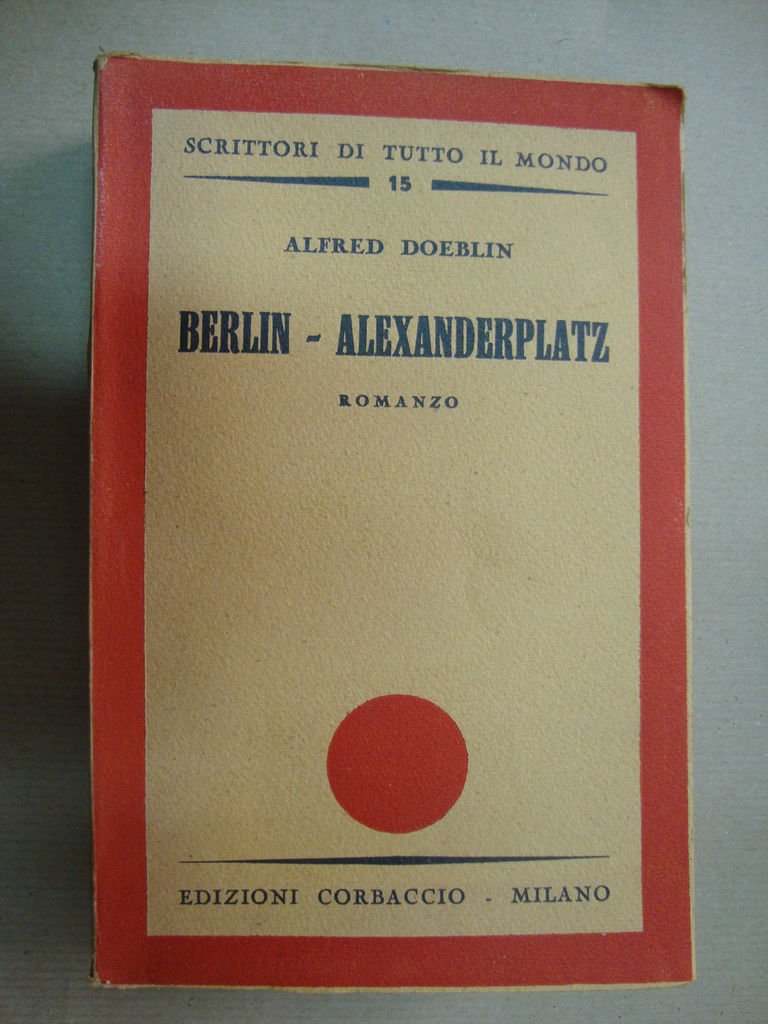 SCRITTORI DI TUTTO IL MONDO
15
ALFRED DOEBLIN
BERLIN - ALEXANDERPLATZ
ROMANZO
EDIZIONI CORBACCIO - MILANO